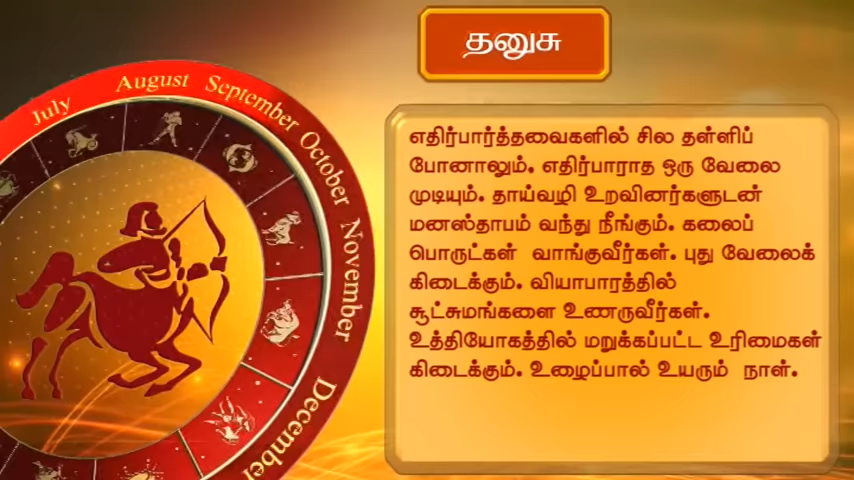 தனுசு
July August September October November December
எதிர்பார்த்தவைகளில் சில தள்ளிப்
போனாலும். எதிர்பாராத ஒரு வேலை
முடியும். தாய்வழி உறவினர்களுடன்
மனஸ்தாபம் வந்து நீங்கும். கலைப்
பொருட்கள் வாங்குவீர்கள். புது வேலைக்
கிடைக்கும். வியாபாரத்தில்
சூட்சுமங்களை உணருவீர்கள்.
உத்தியோகத்தில் மறுக்கப்பட்ட உரிமைகள்
கிடைக்கும். உழைப்பால் உயரும் நாள்.